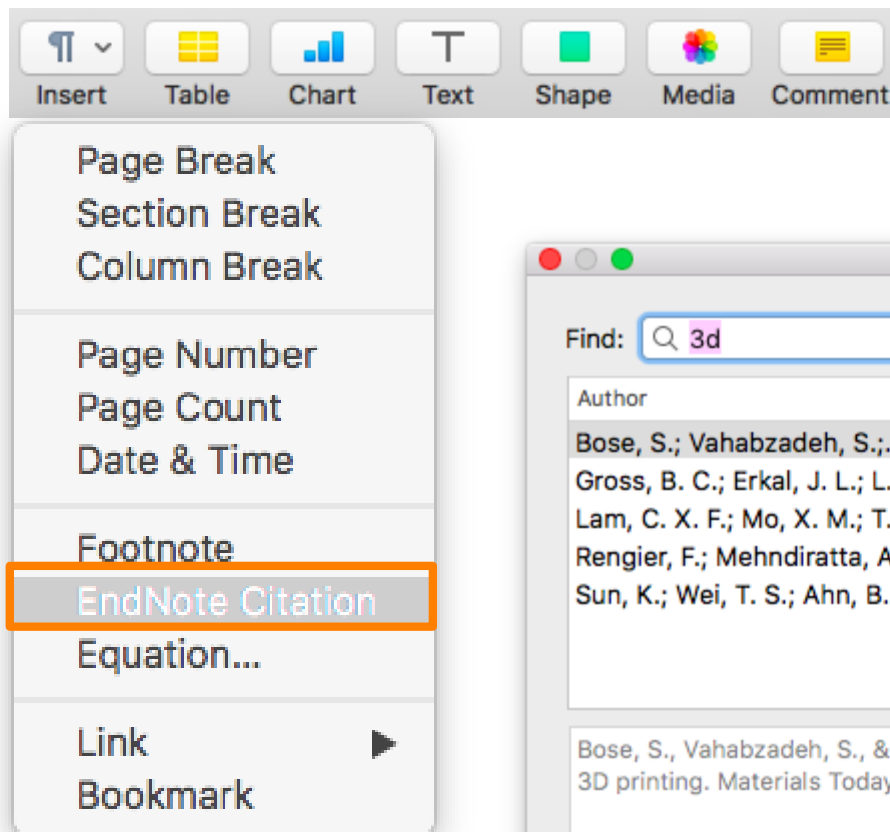 Insert Table Chart Text Shape Media Comment
Page Break
Section Break
Column Break
Page Number
Page Count
Date & Time
Footnote
EndNote Citation
Equation...
Link
Bookmark
Find: 3d
Author
Bose, S.; Vahabzadeh, S.;.
Gross, B. C.; Erkal, J. L.; L.
Lam, C. X. F.; Mo, X. M.; T.
Rengier, F.; Mehndiratta, A
Sun, K.; Wei, T. S.; Ahn, B.
Bose, S., Vahabzadeh, S., &
3D printing. Materials Today